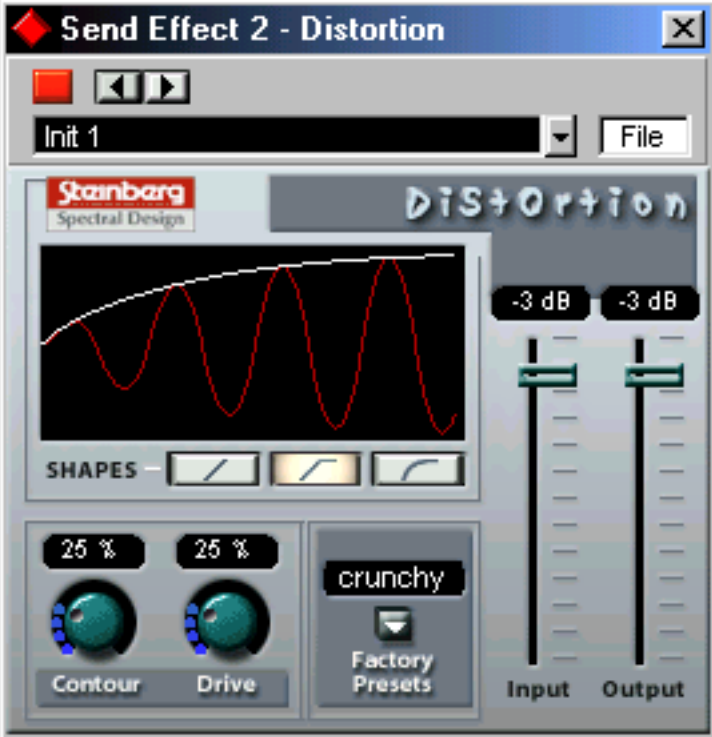 Send Effect 2 - Distortion
Init 1
File
Steinberg
Spectral Design
DiStOrtion
-3 dB
-3 dB
SHAPES
25 %
25 %
crunchy
Factory
Presets
Contour
Drive
Input
Output